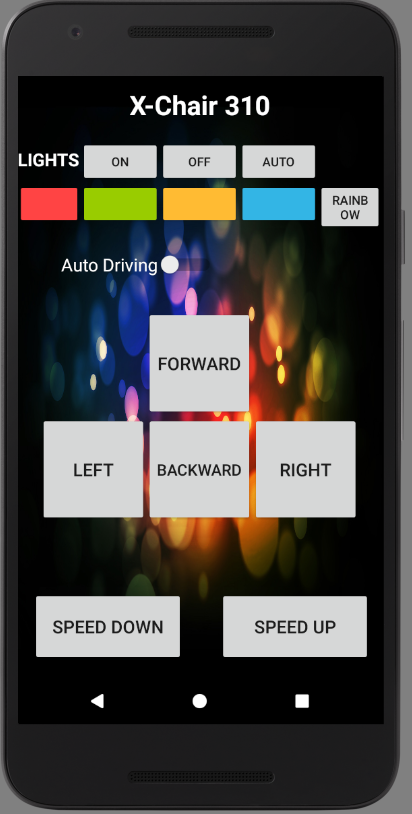 X-Chair 310
LIGHTS ON OFF AUTO
RAINB
OW
Auto Driving
FORWARD
LEFT BACKWARD RIGHT
SPEED DOWN SPEED UP